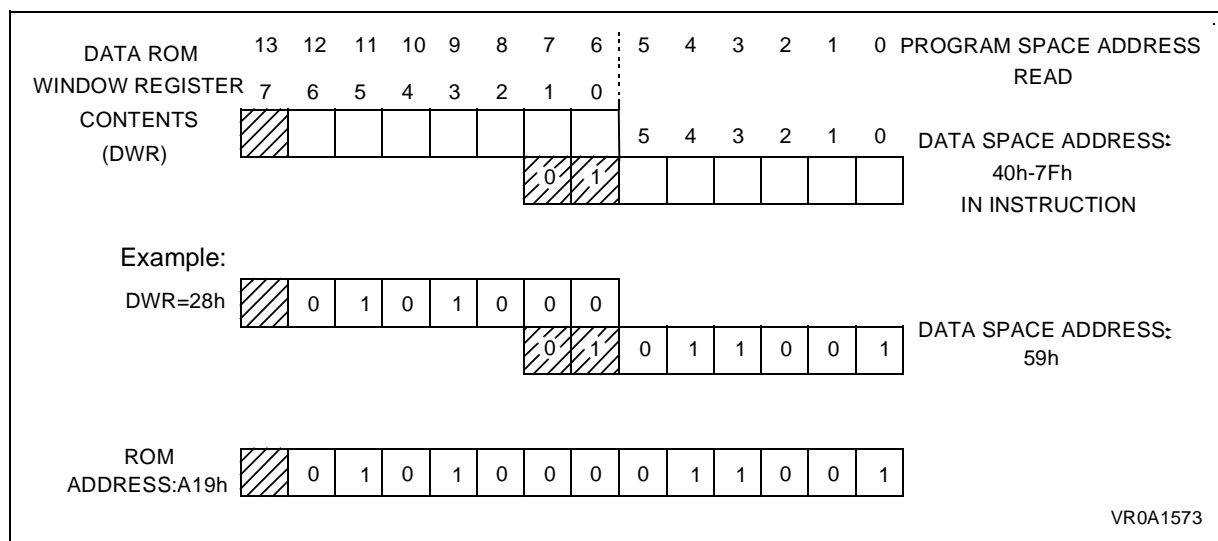 DATA ROM 13 12 11 10 9 8 7 6 5 4 3 2 1 0 PROGRAM SPACE ADDRESS
READ
WINDOW REGISTER 7 6 5 4 3 2 1 0
CONTENTS
(DWR)
5 4 3 2 1 0 DATA SPACE ADDRESS:
0 1 40h-7Fh
IN INSTRUCTION
Example:
DWR=28h 0 1 0 1 0 0 0
0 1 0 1 1 0 0 1 DATA SPACE ADDRESS:
59h
ROM
ADDRESS:A19h 0 1 0 1 0 0 0 0 1 1 0 0 1
VR0A1573